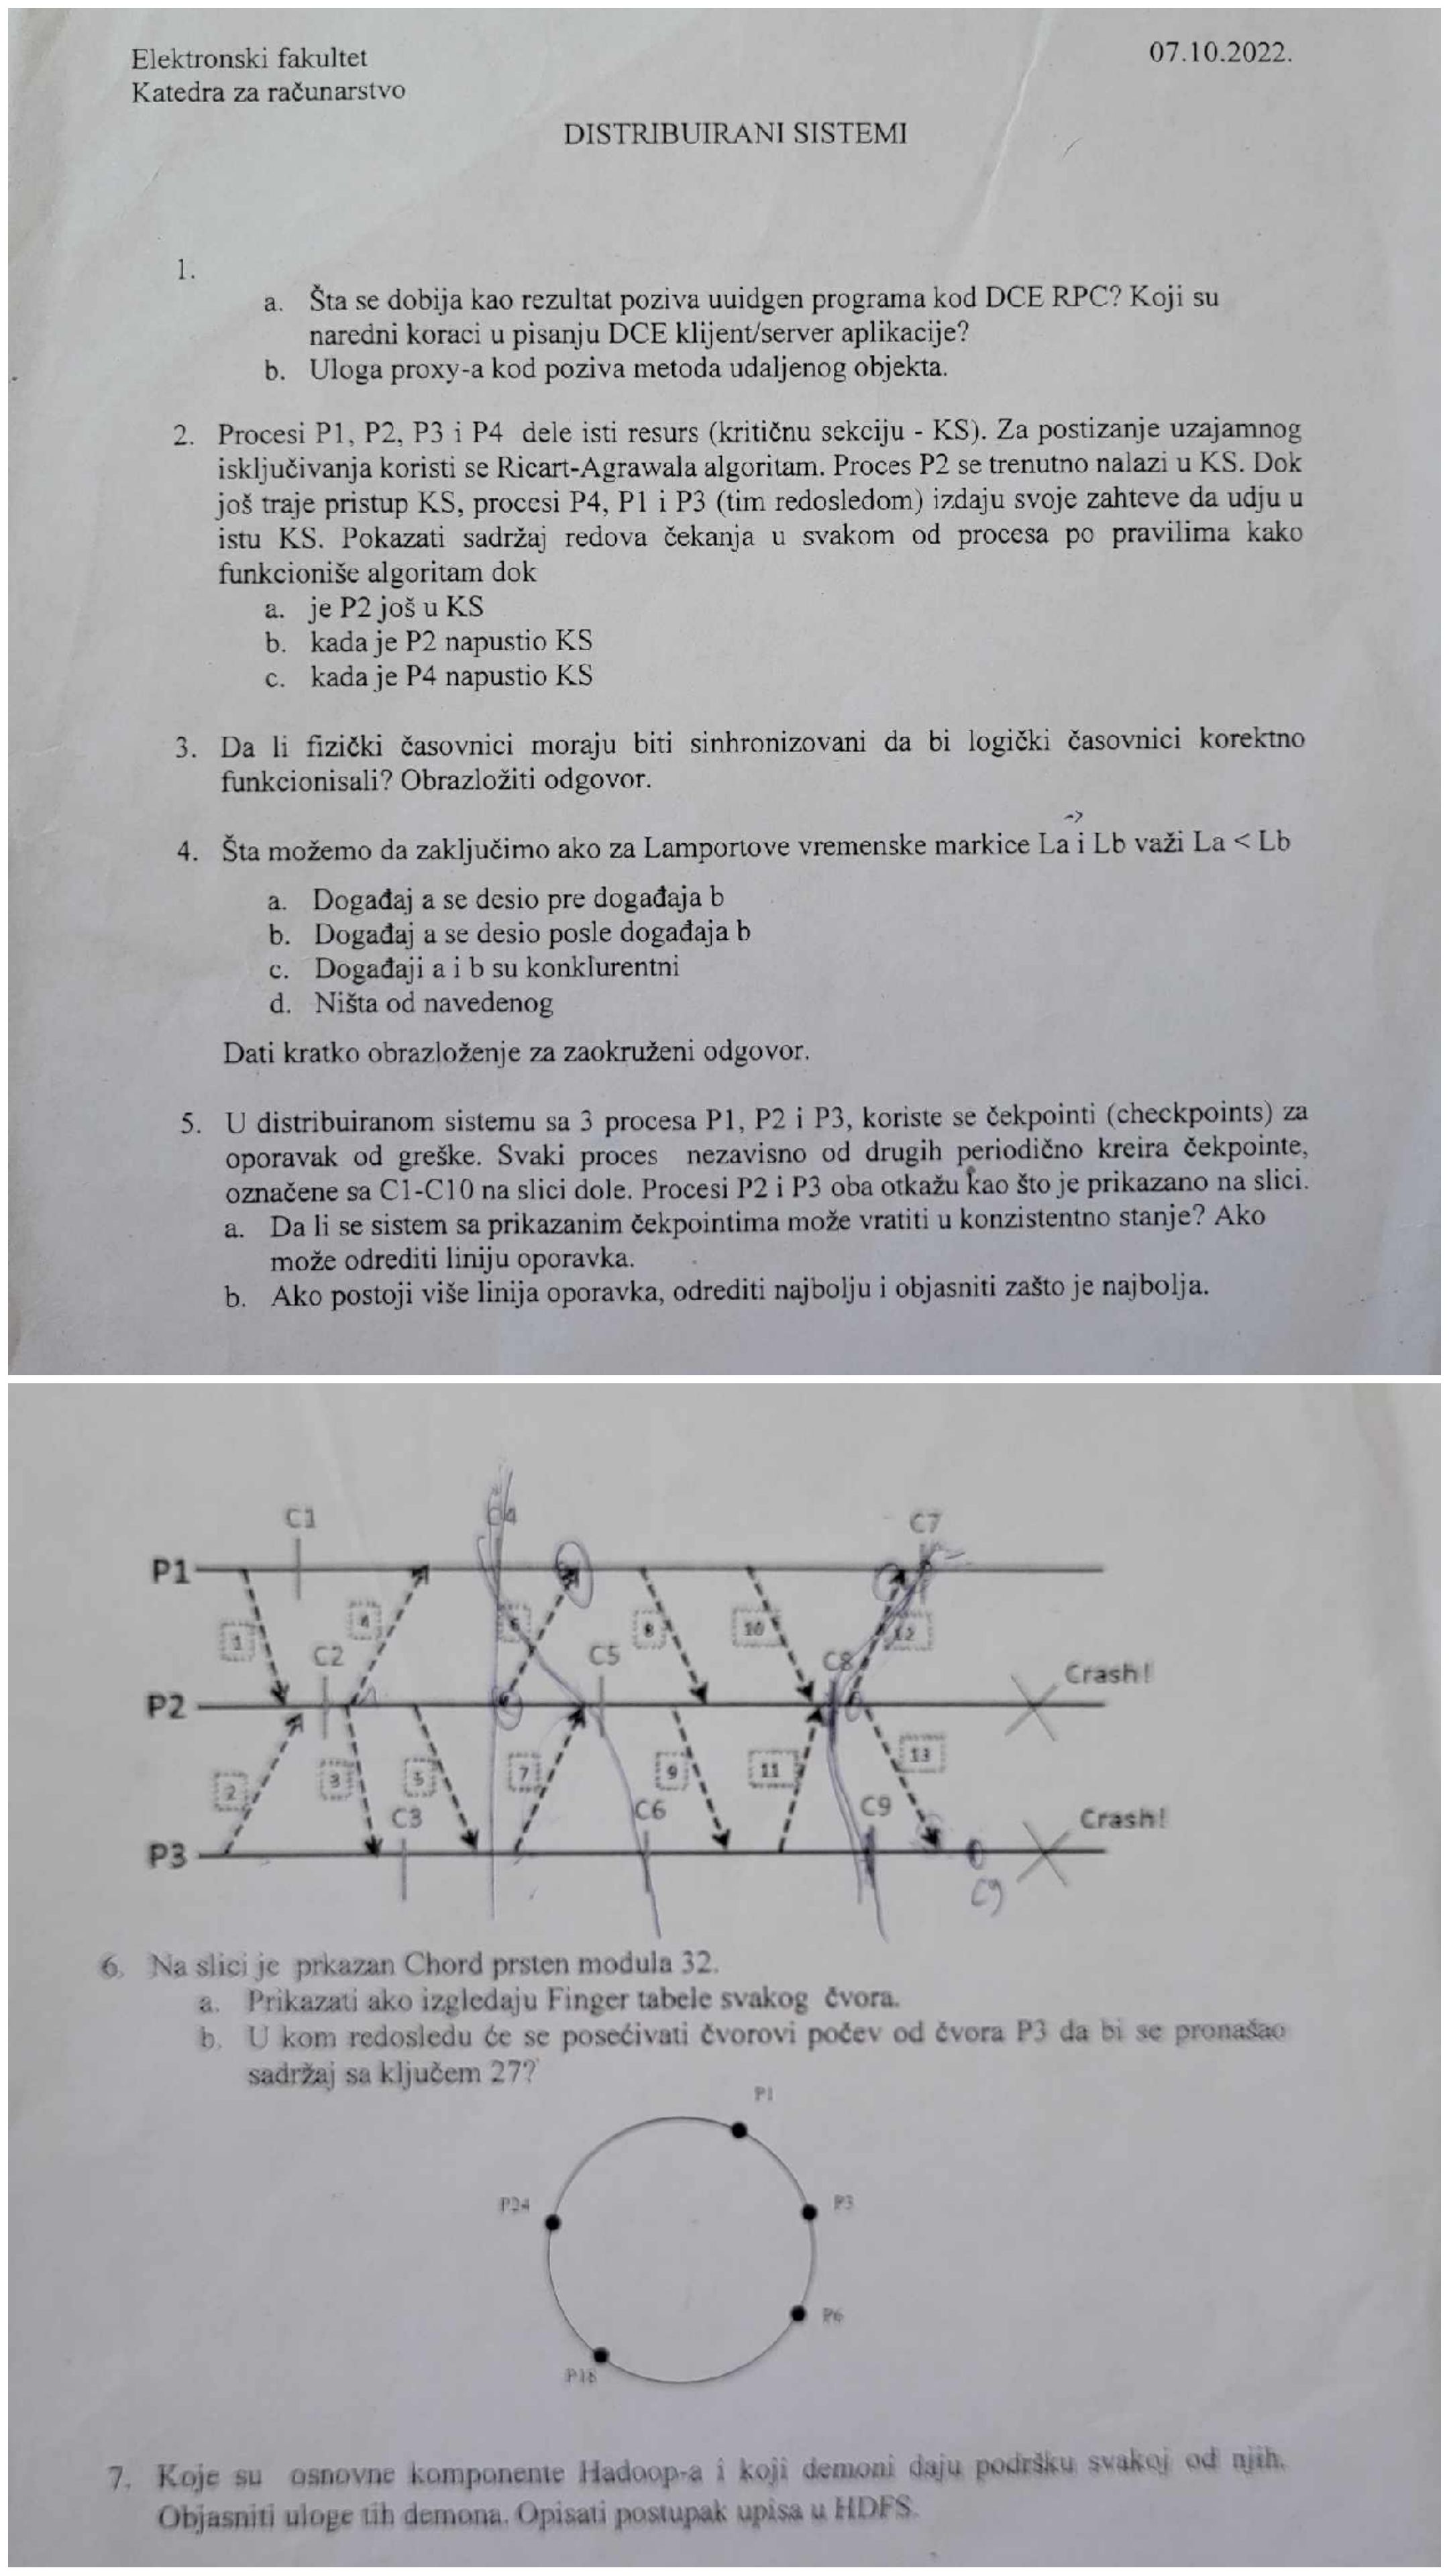 Elektronski fakultet
07.10.2022.
Katedra za računarstvo
DISTRIBUIRANI SISTEMI
1.
a. Šta se dobija kao rezultat poziva uuidgen programa kod DCE RPC? Koji su
naredni koraci u pisanju DCE klijent/server aplikacije?
b. Uloga proxy-a kod poziva metoda udaljenog objekta.
2. Procesi P1, P2, P3 i P4 dele isti resurs (kritičnu sekciju - KS). Za postizanje uzajamnog
isključivanja koristi se Ricart-Agrawala algoritam. Proces P2 se trenutno nalazi u KS. Dok
još traje pristup KS, procesi P4, P1 i P3 (tim redosledom) izdaju svoje zahteve da udju u
istu KS. Pokazati sadržaj redova čekanja u svakom od procesa po pravilima kako
funkcioniše algoritam dok
a. je P2 još u KS
b. kada je P2 napustio KS
c. kada je P4 napustio KS
3. Da li fizički časovnici moraju biti sinhronizovani da bi logički časovnici korektno
funkcionisali? Obrazložiti odgovor.
4. Šta možemo da zaključimo ako za Lamportove vremenske markice La i Lb važi La < Lb
a. Događaj a se desio pre događaja b
b. Događaj a se desio posle događaja b
c. Događaji a i b su konklurentni
d. Ništa od navedenog
Dati kratko obrazloženje za zaokruženi odgovor.
5. U distribuiranom sistemu sa 3 procesa P1, P2 i P3, koriste se čekpointi (checkpoints) za
oporavak od greške. Svaki proces nezavisno od drugih periodično kreira čekpointe,
označene sa C1-C10 na slici dole. Procesi P2 i P3 oba otkažu kao što je prikazano na slici.
a. Da li se sistem sa prikazanim čekpointima može vratiti u konzistentno stanje? Ako
može odrediti liniju oporavka.
b. Ako postoji više linija oporavka, odrediti najbolju i objasniti zašto je najbolja.
C1
C4
C7
P1
1
4
6
8
10
12
C2
C5
C8
Crash!
P2
2
3
5
7
9
11
13
C3
C6
C9
Crash!
P3
C9
6. Na slici je prkazan Chord prsten modula 32.
a. Prikazati ako izgledaju Finger tabele svakog čvora.
b. U kom redosledu će se posećivati čvorovi počev od čvora P3 da bi se pronašao
sadržaj sa ključem 27?
P1
P24
P3
P6
P18
7. Koje su osnovne komponente Hadoop-a i koji demoni daju podršku svakoj od njih.
Objasniti uloge tih demona. Opisati postupak upisa u HDFS.